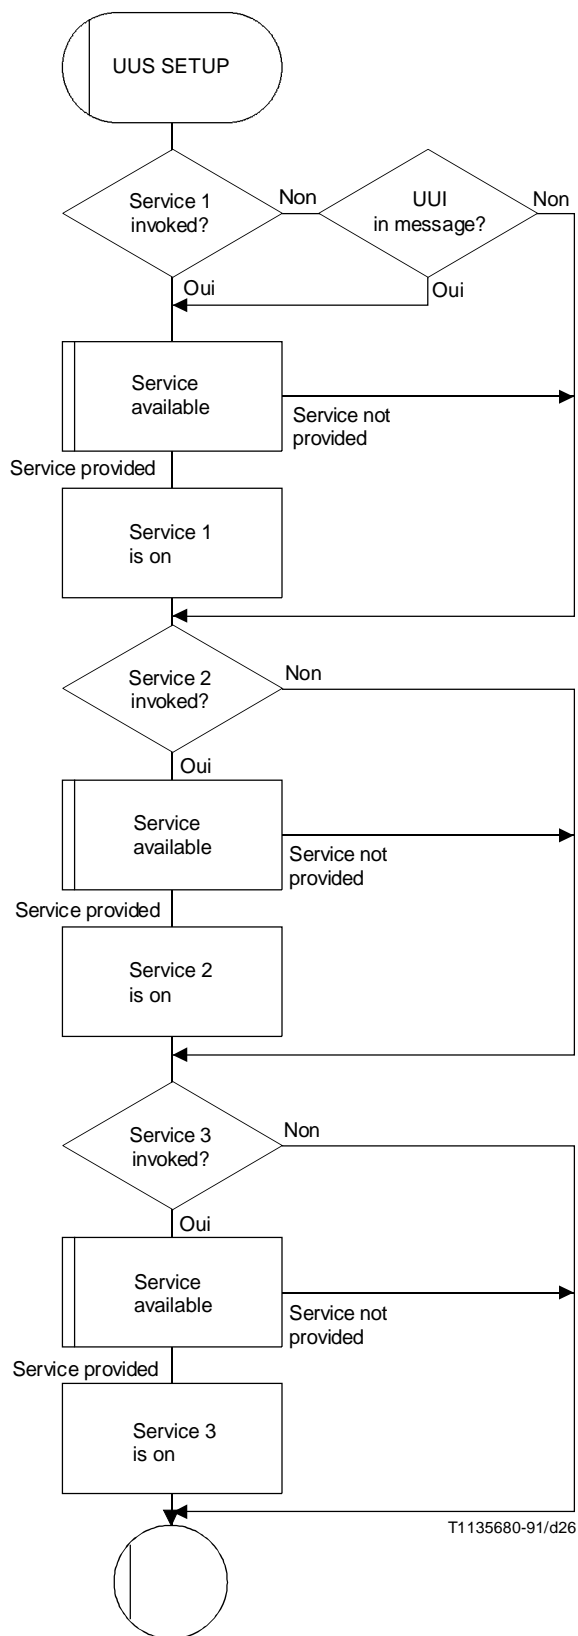 UUS SETUP
Service 1
invoked?
Non
UUI
in message?
Non
Oui
Oui
Service
available
Service not
provided
Service provided
Service 1
is on
Service 2
invoked?
Non
Oui
Service
available
Service not
provided
Service provided
Service 2
is on
Service 3
invoked?
Non
Oui
Service
available
Service not
provided
Service provided
Service 3
is on
T1135680-91/d26